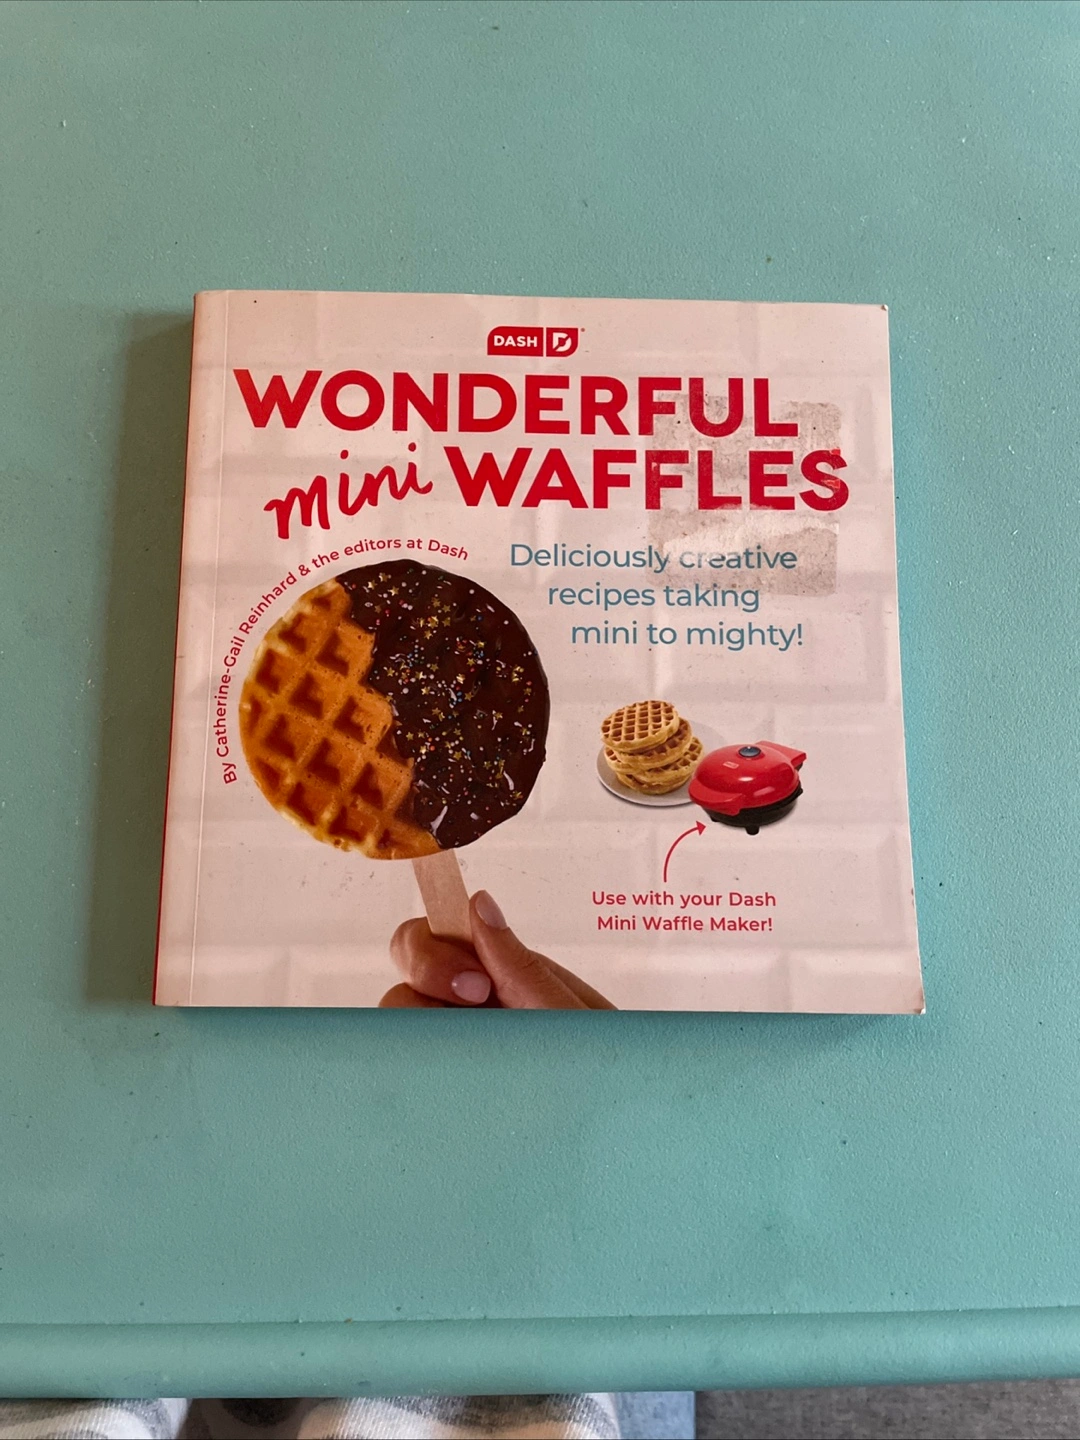 DASH D
WONDERFUL
mini WAFFLES
By Catherine-Gail Reinhard & the editors at Dash
Deliciously creative
recipes taking
mini to mighty!
Use with your Dash
Mini Waffle Maker!